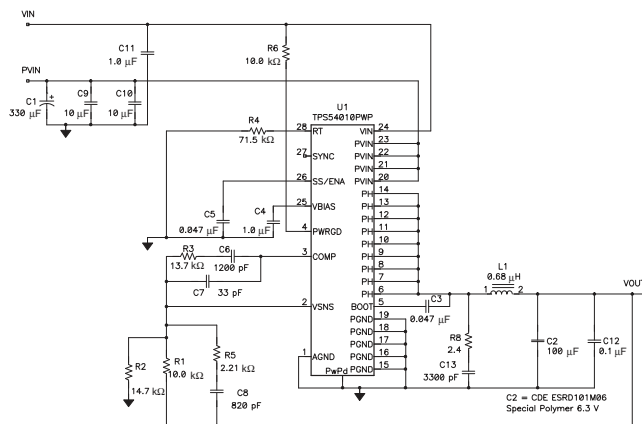 VIN
C11
1.0 μF
R6
10.0 kΩ
PVIN
C1
+
330 μF
C9
10 μF
C10
10 μF
U1
TPS54010PWP
R4
71.5 kΩ
28 RT
VIN 24
27 SYNC
PVIN 23
PVIN 22
PVIN 21
26 SS/ENA
PVIN 20
PH 14
25 VBIAS
PH 13
C5
0.047 μF
C4
1.0 μF
PH 12
4 PWRGD
PH 11
PH 10
R3
13.7 kΩ
C6
1200 pF
3 COMP
PH 9
PH 8
C7
33 pF
PH 7
PH 6
L1
0.68 μH
1 2
VOUT
2 VSNS
BOOT 5
C3
0.047 μF
PGND 19
PGND 18
PGND 17
1 AGND
PGND 16
PGND 15
PwPd
R2
14.7 kΩ
R1
10.0 kΩ
R5
2.21 kΩ
C8
820 pF
R8
2.4
C13
3300 pF
C2
100 μF
C12
0.1 μF
C2 = CDE ESRD101M06
Special Polymer 6.3 V